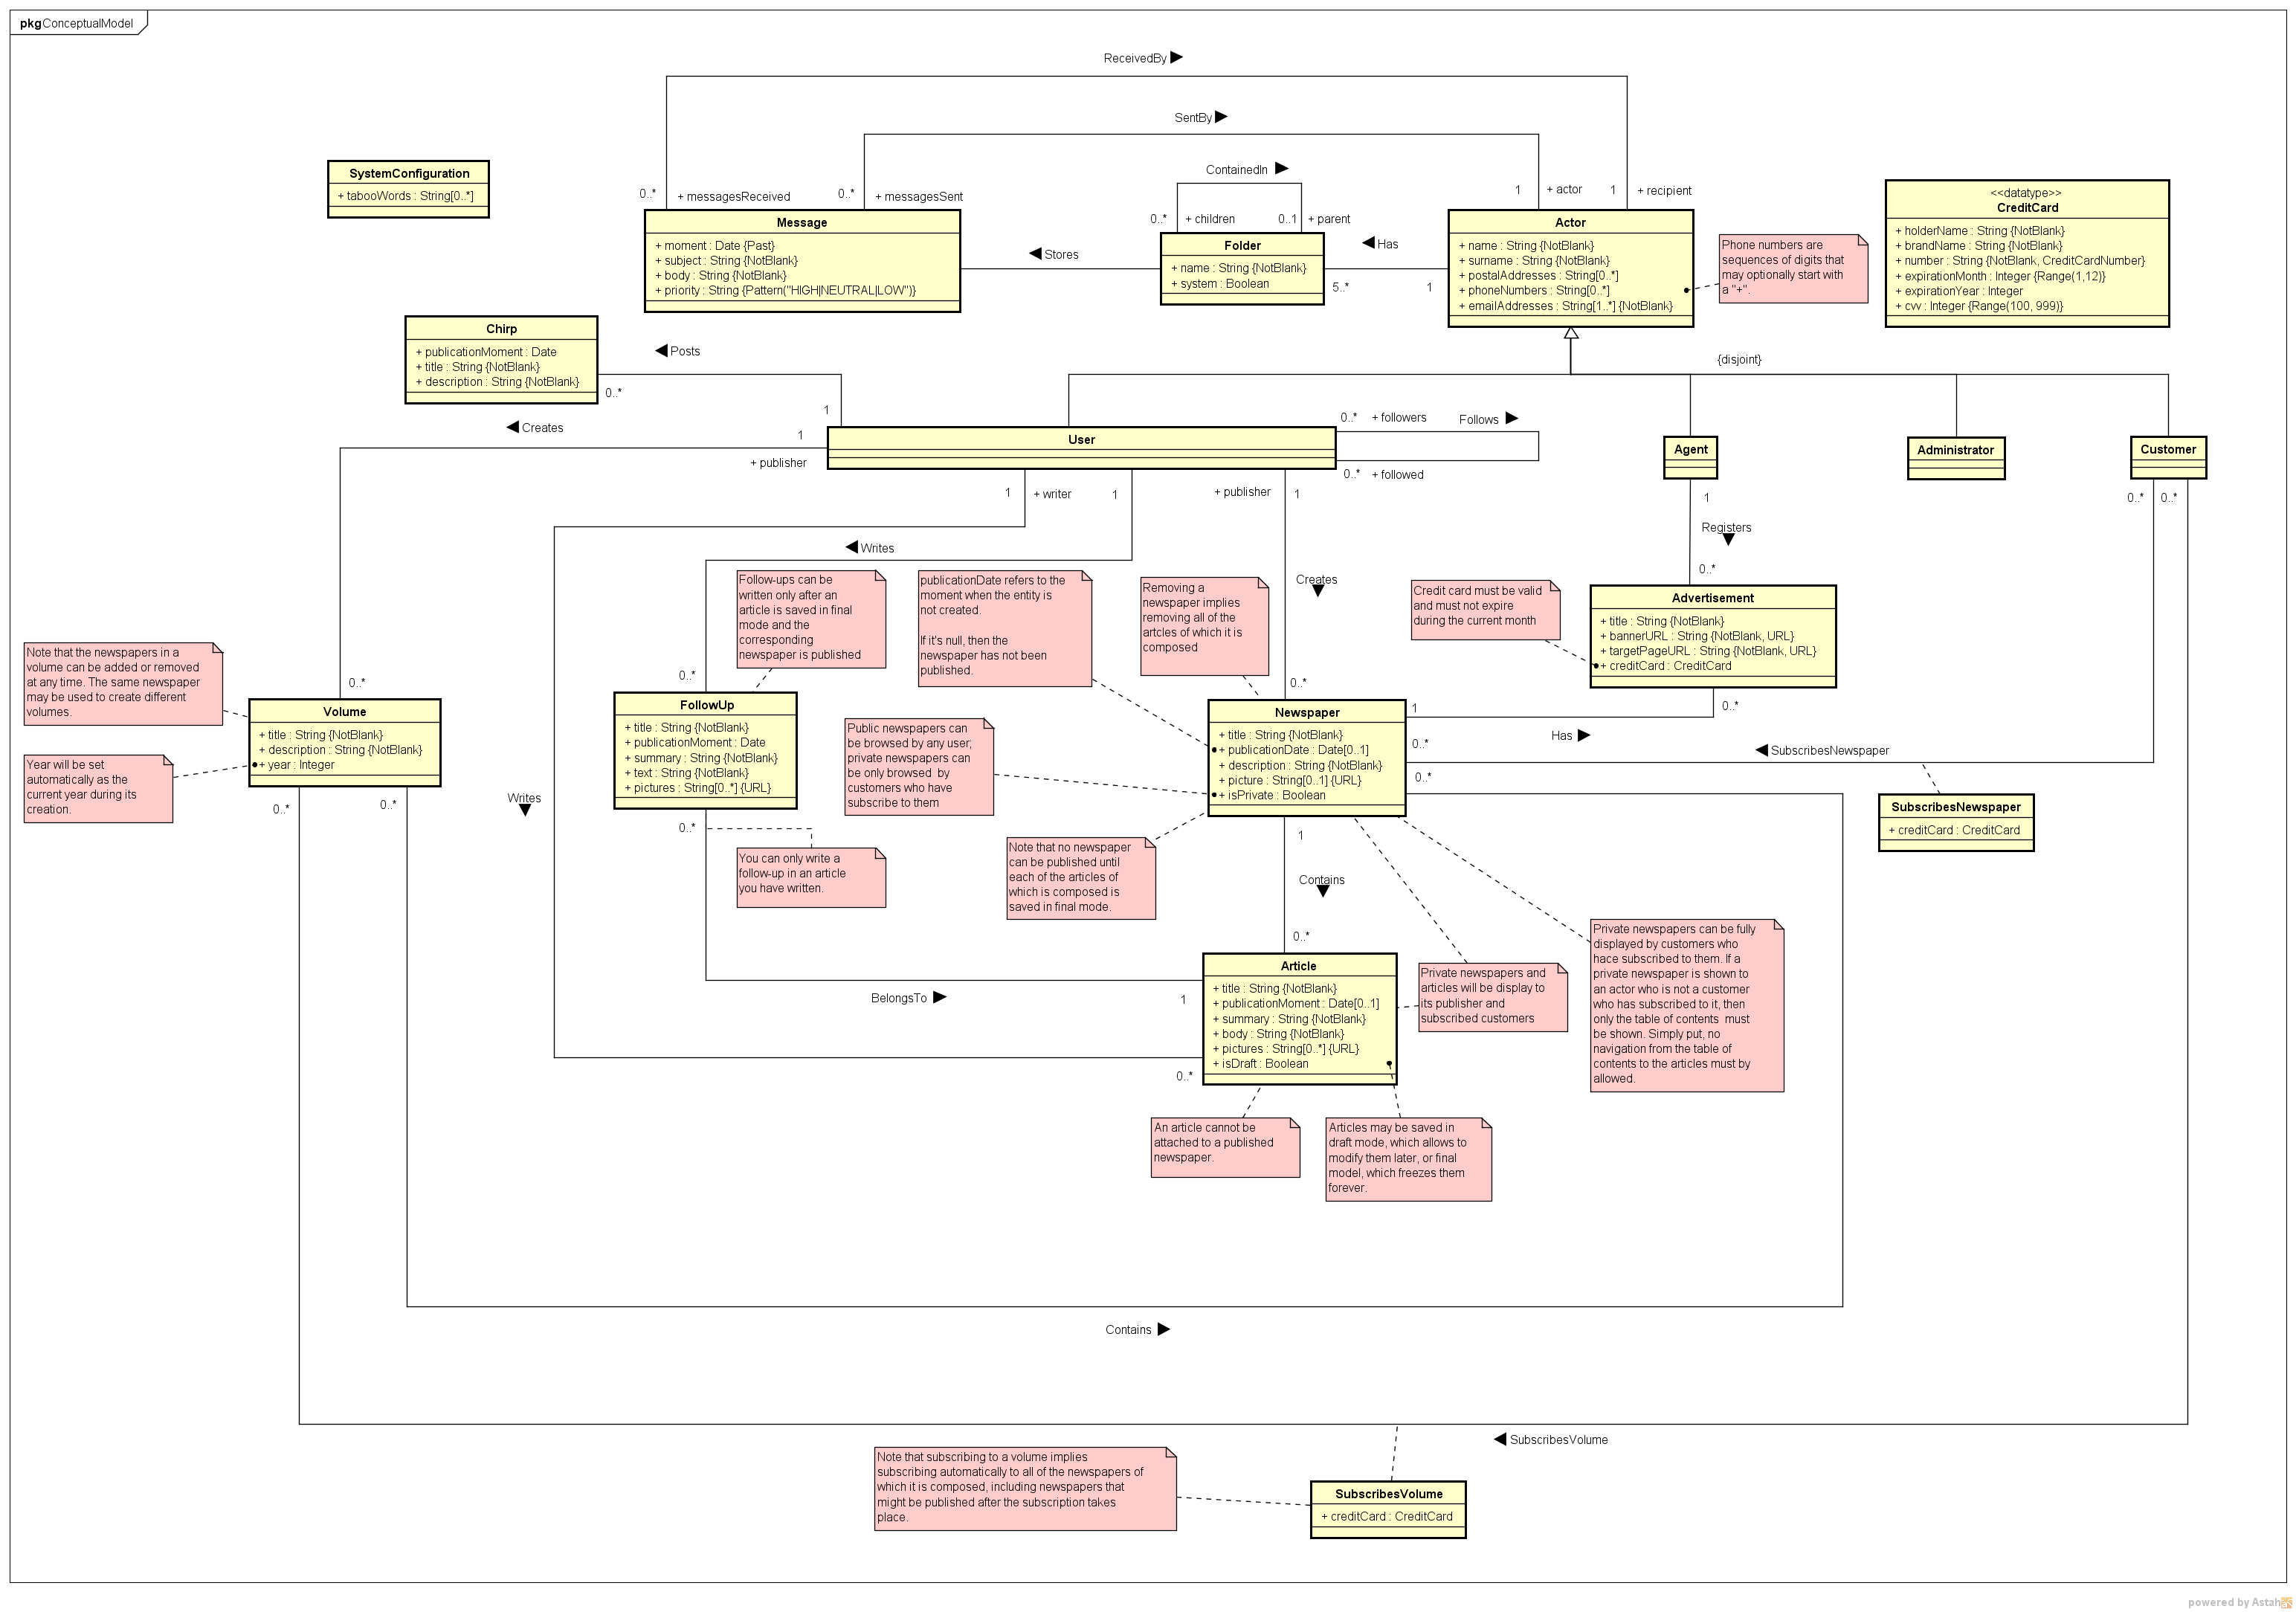 pkg ConceptualModel
ReceivedBy
SentBy
ContainedIn
SystemConfiguration
+ tabooWords : String[0..*]
0..*
+ messagesReceived
0..*
+ messagesSent
Message
+ moment : Date {Past}
+ subject : String {NotBlank}
+ body : String {NotBlank}
+ priority : String {Pattern("HIGH|NEUTRAL|LOW")}
Stores
0..*
+ children
0..1
+ parent
Folder
+ name : String {NotBlank}
+ system : Boolean
Has
5..*
1
1
+ actor
1
+ recipient
Actor
+ name : String {NotBlank}
+ surname : String {NotBlank}
+ postalAddresses : String[0..*]
+ phoneNumbers : String[0..*]
+ emailAddresses : String[1..*] {NotBlank}
Phone numbers are
sequences of digits that
may optionally start with
a "+".
<<datatype>>
CreditCard
+ holderName : String {NotBlank}
+ brandName : String {NotBlank}
+ number : String {NotBlank, CreditCardNumber}
+ expirationMonth : Integer {Range(1,12)}
+ expirationYear : Integer
+ cvv : Integer {Range(100, 999)}
{disjoint}
Chirp
+ publicationMoment : Date
+ title : String {NotBlank}
+ description : String {NotBlank}
Posts
0..*
1
Creates
1
+ publisher
User
0..*
+ followers
Follows
0..*
+ followed
Agent
Administrator
Customer
1
+ writer
1
+ publisher
1
1
Registers
0..*
0..*
0..*
Writes
Creates
Follow-ups can be
written only after an
article is saved in final
mode and the
corresponding
newspaper is published
publicationDate refers to the
moment when the entity is
not created.
If it's null, then the
newspaper has not been
published.
Removing a
newspaper implies
removing all of the
artcles of which it is
composed
Credit card must be valid
and must not expire
during the current month
Advertisement
+ title : String {NotBlank}
+ bannerURL : String {NotBlank, URL}
+ targetPageURL : String {NotBlank, URL}
+ creditCard : CreditCard
Note that the newspapers in a
volume can be added or removed
at any time. The same newspaper
may be used to create different
volumes.
Year will be set
automatically as the
current year during its
creation.
0..*
Volume
+ title : String {NotBlank}
+ description : String {NotBlank}
+ year : Integer
0..*
0..*
Writes
0..*
FollowUp
+ title : String {NotBlank}
+ publicationMoment : Date
+ summary : String {NotBlank}
+ text : String {NotBlank}
+ pictures : String[0..*] {URL}
0..*
You can only write a
follow-up in an article
you have written.
Public newspapers can
be browsed by any user;
private newspapers can
be only browsed  by
customers who have
subscribe to them
0..*
Newspaper
+ title : String {NotBlank}
+ publicationDate : Date[0..1]
+ description : String {NotBlank}
+ picture : String[0..1] {URL}
+ isPrivate : Boolean
1
0..*
Has
0..*
SubscribesNewspaper
0..*
SubscribesNewspaper
+ creditCard : CreditCard
Note that no newspaper
can be published until
each of the articles of
which is composed is
saved in final mode.
1
Contains
0..*
BelongsTo
1
0..*
Article
+ title : String {NotBlank}
+ publicationMoment : Date[0..1]
+ summary : String {NotBlank}
+ body : String {NotBlank}
+ pictures : String[0..*] {URL}
+ isDraft : Boolean
Private newspapers and
articles will be display to
its publisher and
subscribed customers
Private newspapers can be fully
displayed by customers who
hace subscribed to them. If a
private newspaper is shown to
an actor who is not a customer
who has subscribed to it, then
only the table of contents  must
be shown. Simply put, no
navigation from the table of
contents to the articles must by
allowed.
An article cannot be
attached to a published
newspaper.
Articles may be saved in
draft mode, which allows to
modify them later, or final
model, which freezes them
forever.
Contains
SubscribesVolume
Note that subscribing to a volume implies
subscribing automatically to all of the newspapers of
which it is composed, including newspapers that
might be published after the subscription takes
place.
SubscribesVolume
+ creditCard : CreditCard
powered by Astah